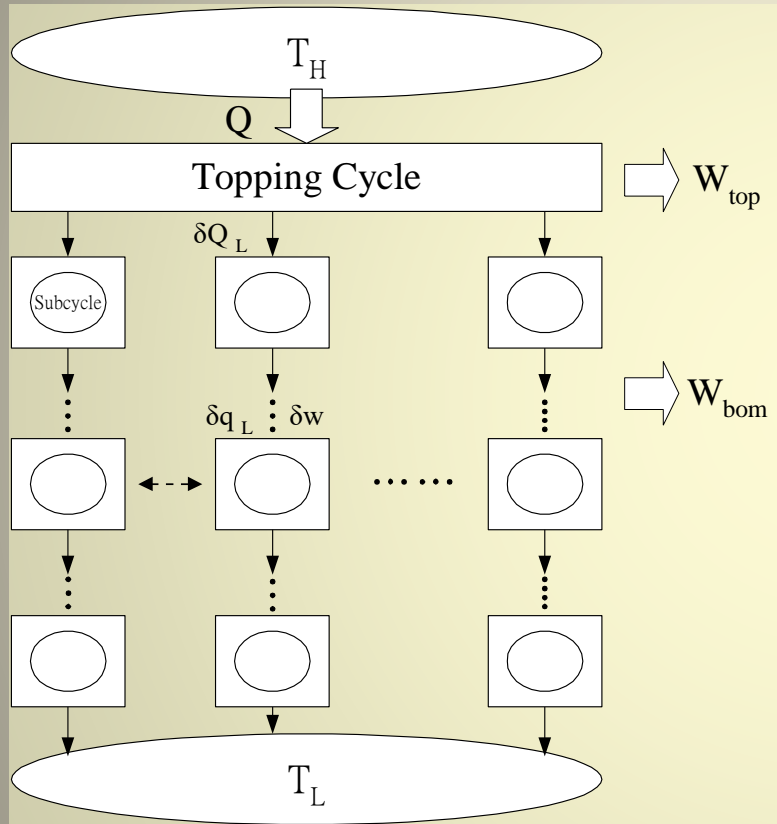 T_H
Q
Topping Cycle
W_top
δQ_L
Subcycle
W_bom
δq_L δw
T_L